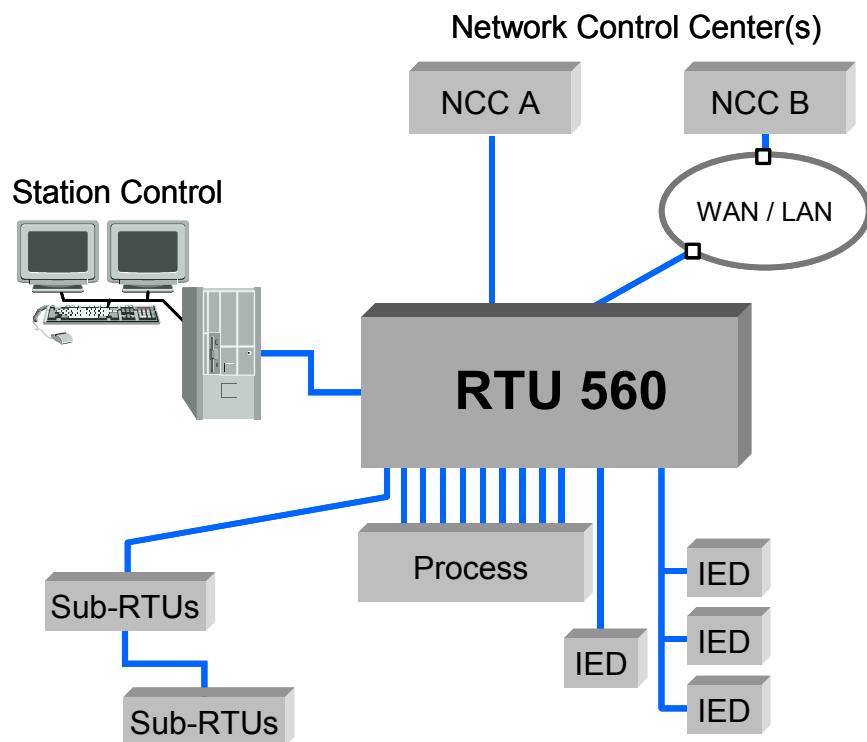 Network Control Center(s)
NCC A
NCC B
Station Control
WAN / LAN
RTU 560
Process
IED
Sub-RTUs
IED
IED
Sub-RTUs
IED